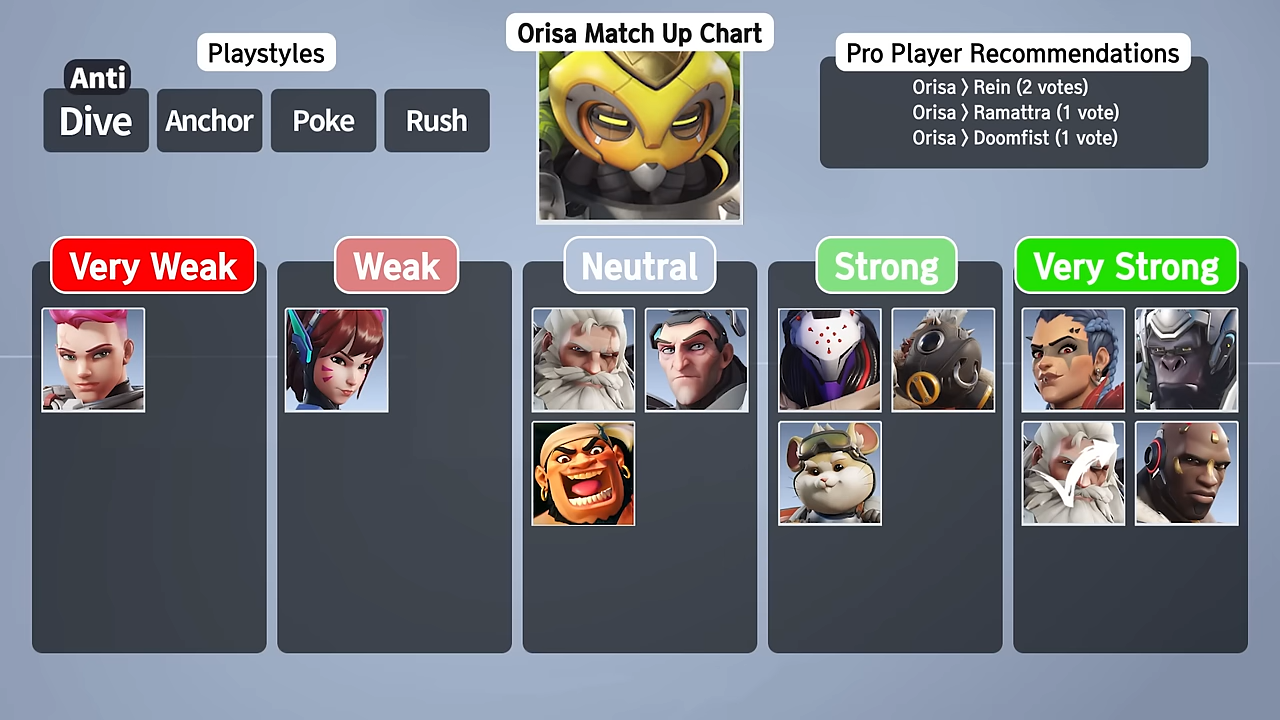 Orisa Match Up Chart
Playstyles
Anti
Dive
Anchor
Poke
Rush
Pro Player Recommendations
Orisa > Rein (2 votes)
Orisa > Ramattra (1 vote)
Orisa > Doomfist (1 vote)
Very Weak
Weak
Neutral
Strong
Very Strong